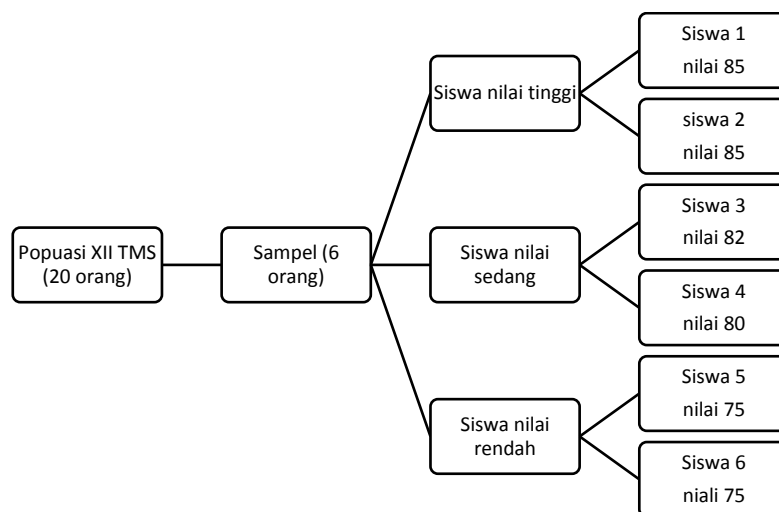 Popuasi XII TMS
(20 orang)
Sampel (6
orang)
Siswa nilai tinggi
Siswa 1
nilai 85
siswa 2
nilai 85
Siswa nilai
sedang
Siswa 3
nilai 82
Siswa 4
nilai 80
Siswa nilai
rendah
Siswa 5
nilai 75
Siswa 6
niali 75